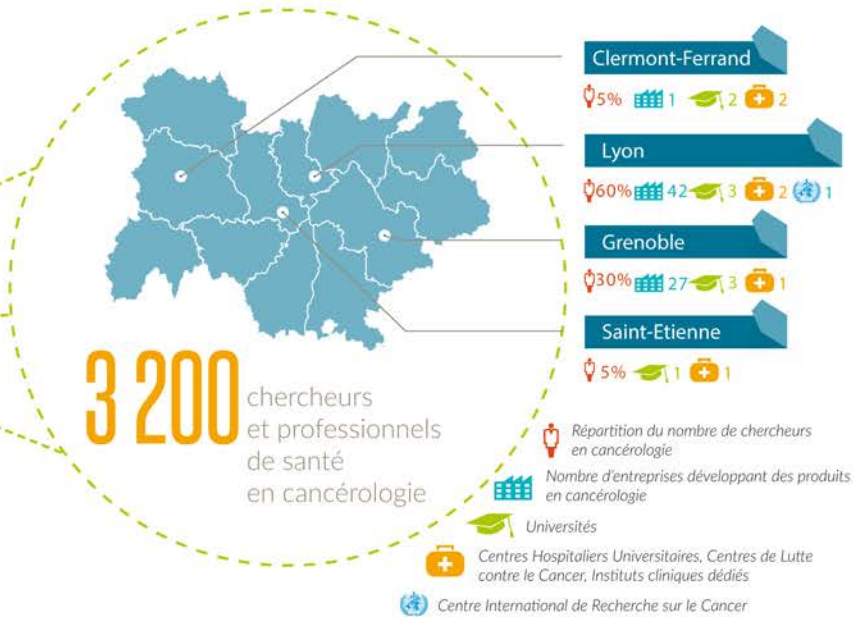 Clermont-Ferrand
5% 1 2 2
Lyon
60% 42 3 2 1
Grenoble
30% 27 3 1
Saint-Etienne
5% 1 1
3 200
chercheurs
et professionnels
de santé
en cancérologie
Répartition du nombre de chercheurs
en cancérologie
Nombre d'entreprises développant des produits
en cancérologie
Universités
Centres Hospitaliers Universitaires, Centres de Lutte
contre le Cancer, Instituts cliniques dédiés
Centre International de Recherche sur le Cancer